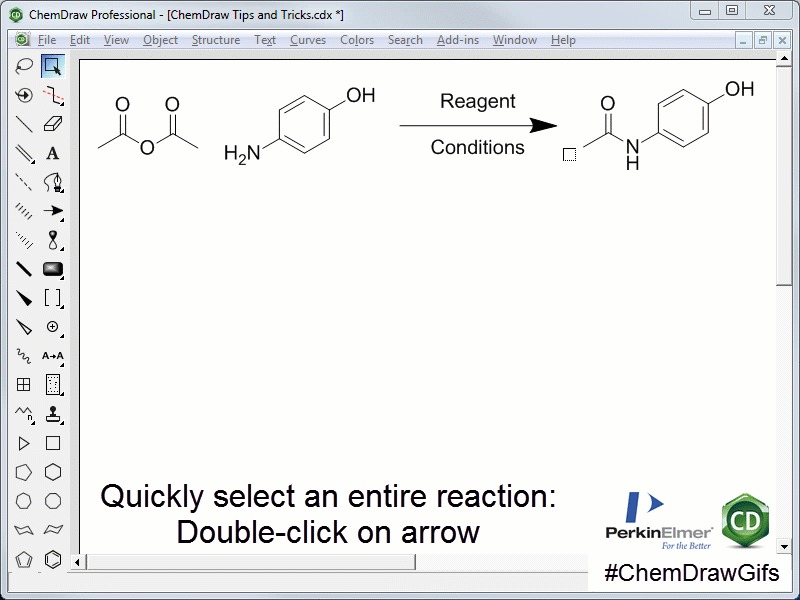 ChemDraw Professional - [ChemDraw Tips and Tricks.cdx *]
File Edit View Object Structure Text Curves Colors Search Add-ins Window Help
O O
O
H2N
OH
Reagent
Conditions
O
N
H
OH
A
A→A
n
Quickly select an entire reaction:
Double-click on arrow
PerkinElmer
For the Better
CD
#ChemDrawGifs